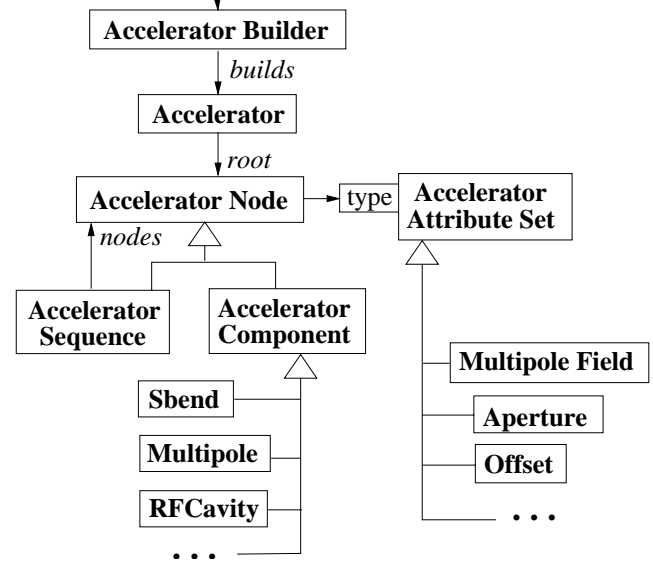 Accelerator Builder
builds
Accelerator
root
Accelerator Node
type
Accelerator
Attribute Set
nodes
Accelerator
Sequence
Accelerator
Component
Multipole Field
Sbend
Aperture
Multipole
Offset
RFCavity
• • •
• • •